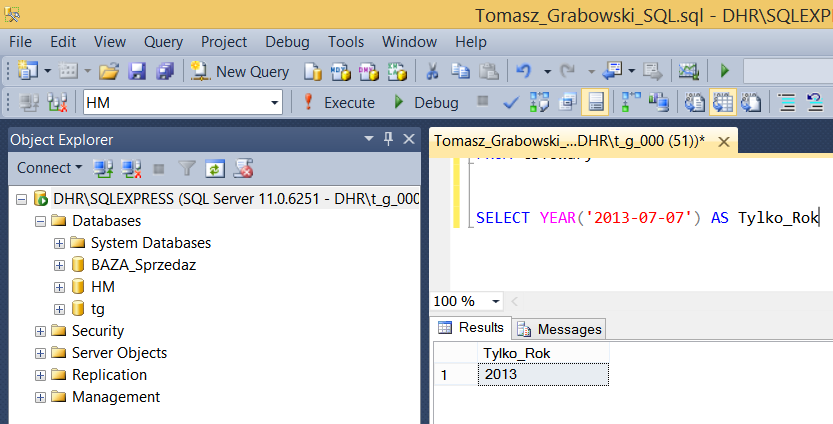 Tomasz_Grabowski_SQL.sql - DHR\SQLEXPR
File Edit View Query Project Debug Tools Window Help
New Query
HM Execute Debug
Object Explorer
Connect
DHR\SQLEXPRESS (SQL Server 11.0.6251 - DHR\t_g_000
Databases
System Databases
BAZA_Sprzedaz
HM
tg
Security
Server Objects
Replication
Management
Tomasz_Grabowski_...DHR\t_g_000 (51))*
SELECT YEAR('2013-07-07') AS Tylko_Rok
100 %
Results Messages
Tylko_Rok
1 2013